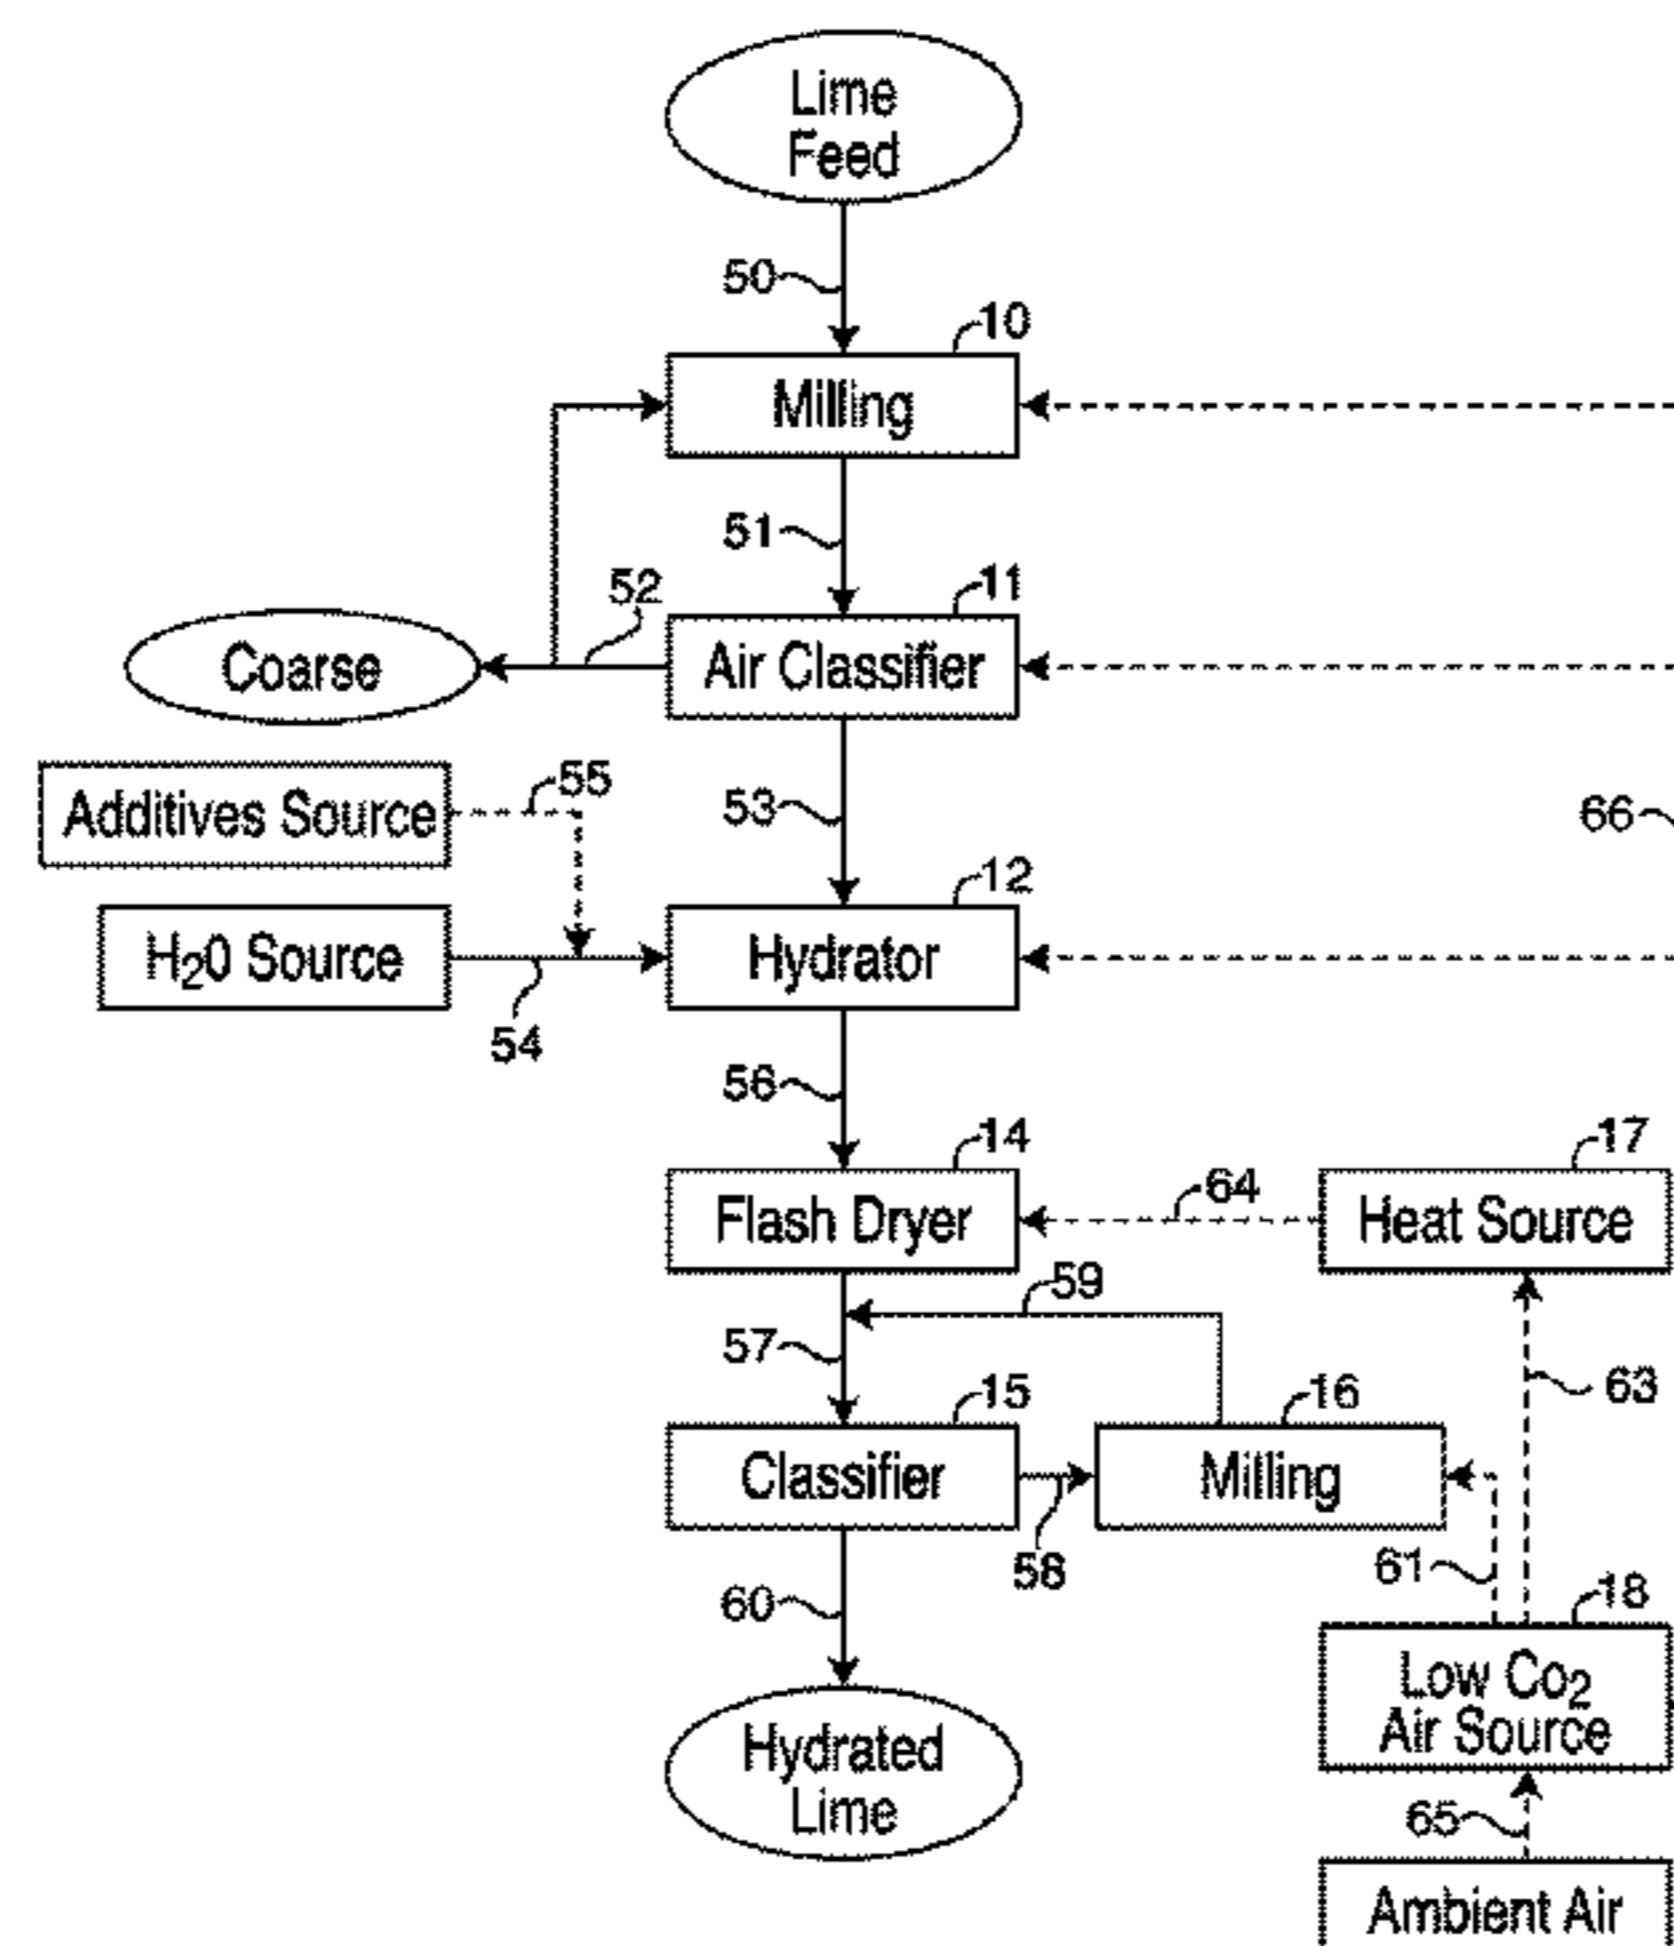 Lime
Feed
50
10
Milling
51
52
11
Coarse
Air Classifier
Additives Source
55
53
66
12
H20 Source
Hydrator
54
56
14
17
Flash Dryer
64
Heat Source
59
57
15
16
63
Classifier
Milling
58
61
60
18
Low Co2
Air Source
Hydrated
Lime
65
Ambient Air